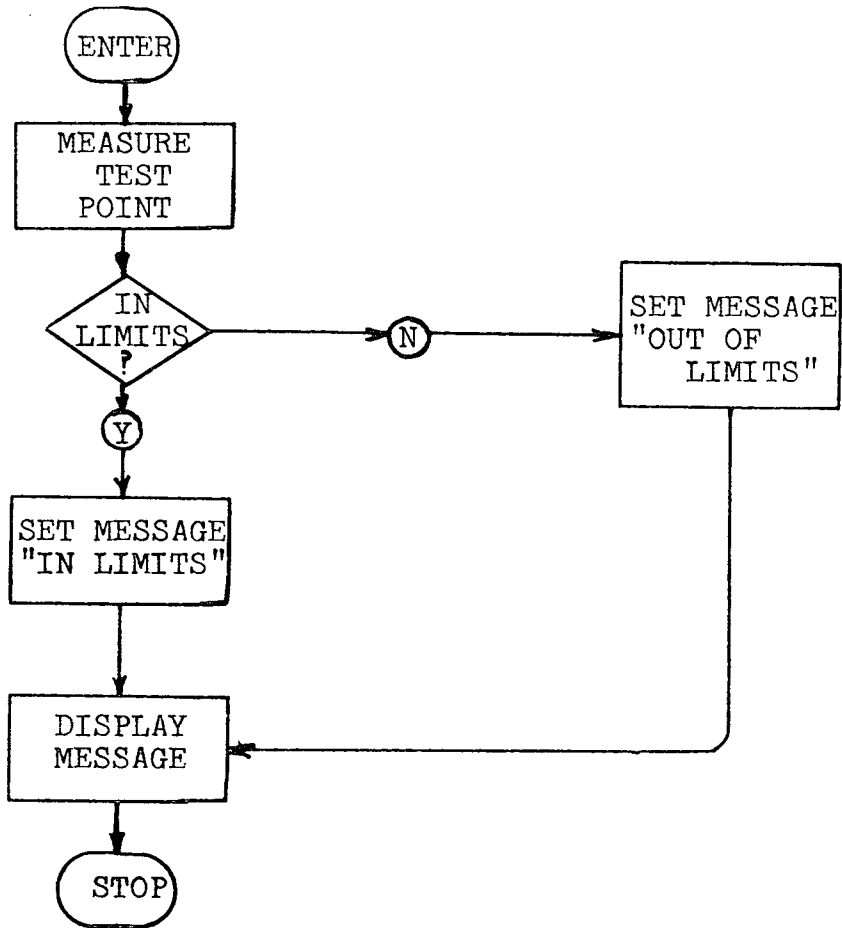 ENTER
MEASURE
TEST
POINT
IN
LIMITS
?
N
SET MESSAGE
"OUT OF
LIMITS"
Y
SET MESSAGE
"IN LIMITS"
DISPLAY
MESSAGE
STOP